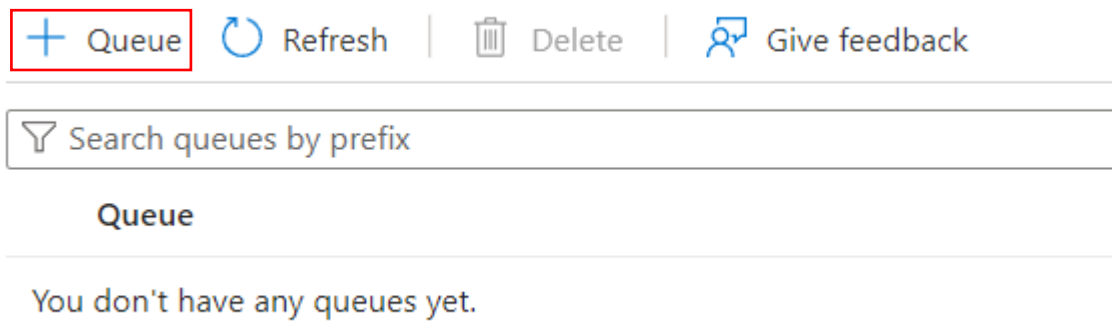 Queue Refresh Delete Give feedback
Search queues by prefix
Queue
You don't have any queues yet.